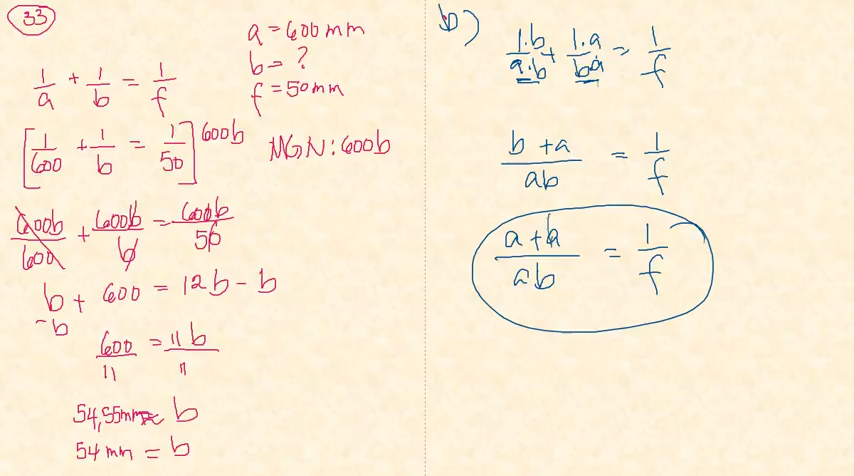 33
a = 600 mm
b = ?
f = 50 mm
1/a + 1/b = 1/f
[1/600 + 1/b = 1/50] 600b MGN: 600b
600b/600 + 600b/b = 600b/50
b + 600 = 12b - b
-b
600/11 = 11b/11
54,55mm = b
54 mm = b
b)
1·b/a·b + 1·a/ba = 1/f
b + a/ab = 1/f
a + b/ab = 1/f